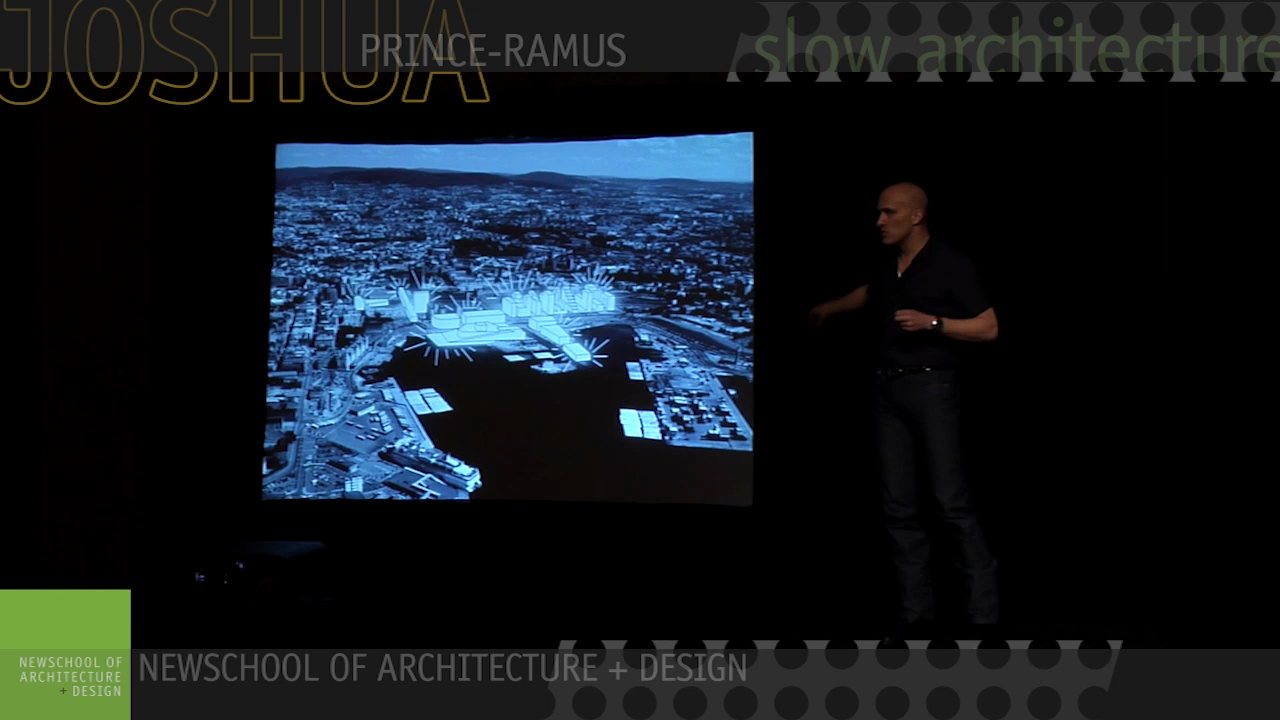 JOSHUA
PRINCE-RAMUS
slow architecture
NEWSCHOOL OF
ARCHITECTURE
+ DESIGN
NEWSCHOOL OF ARCHITECTURE + DESIGN